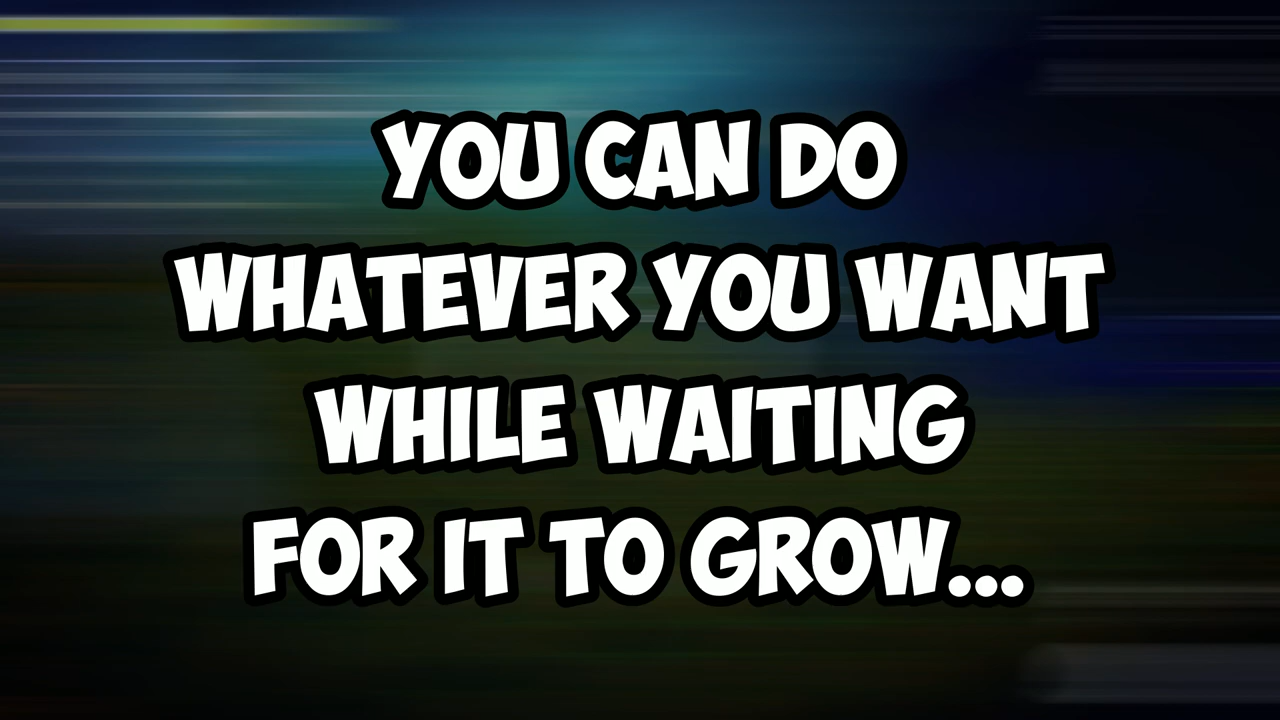 YOU CAN DO
WHATEVER YOU WANT
WHILE WAITING
FOR IT TO GROW...